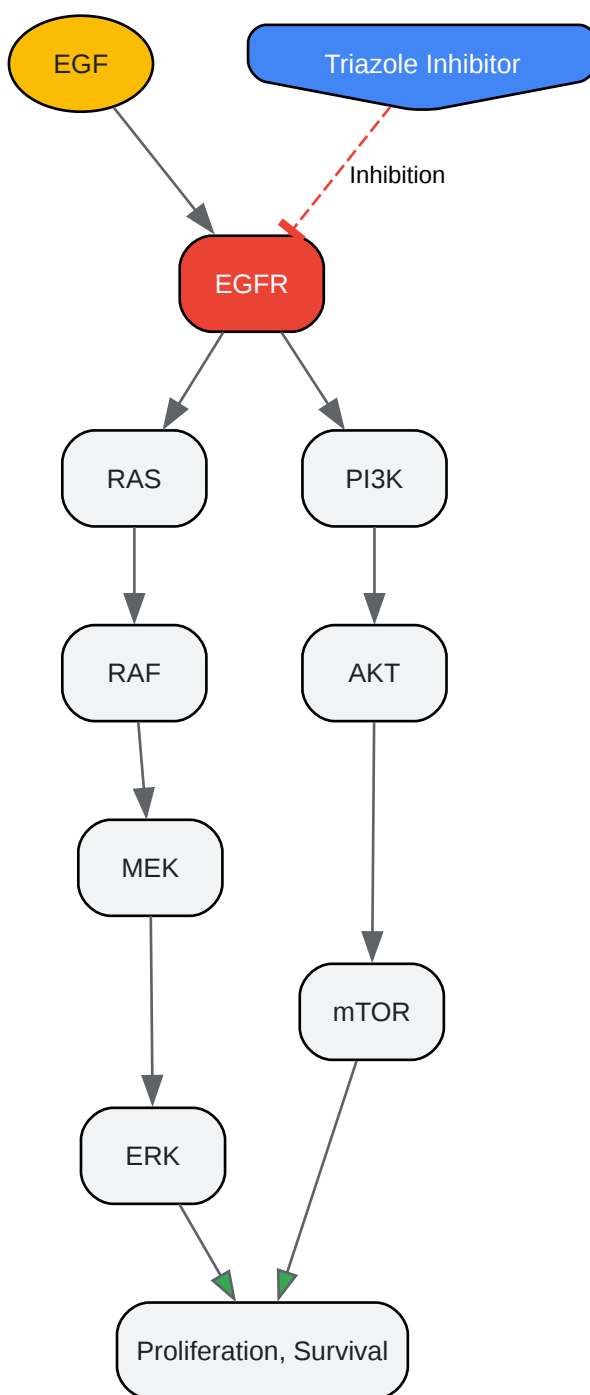 EGF
Triazole Inhibitor
Inhibition
EGFR
RAS
PI3K
RAF
AKT
MEK
mTOR
ERK
Proliferation, Survival